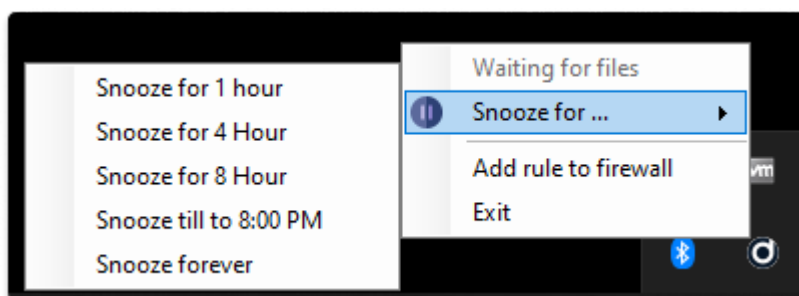 Waiting for files
Snooze for ...
Add rule to firewall
Exit
Snooze for 1 hour
Snooze for 4 Hour
Snooze for 8 Hour
Snooze till to 8:00 PM
Snooze forever
vm
d